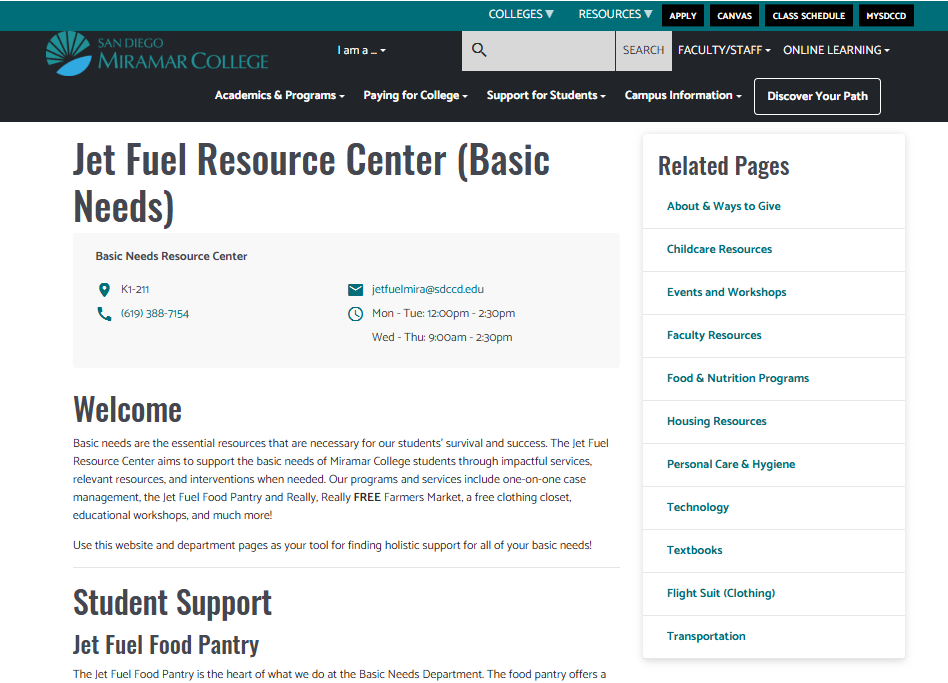 COLLEGES▼ RESOURCES▼ APPLY CANVAS CLASS SCHEDULE MYSDCCD
SAN DIEGO
MIRAMAR COLLEGE
I am a ...
SEARCH
FACULTY/STAFF
ONLINE LEARNING
Academics & Programs
Paying for College
Support for Students
Campus Information
Discover Your Path
Jet Fuel Resource Center (Basic
Needs)
Basic Needs Resource Center
K1-211
(619) 388-7154
jetfuelmira@sdccd.edu
Mon - Tue: 12:00pm - 2:30pm
Wed - Thu: 9:00am - 2:30pm
Welcome
Basic needs are the essential resources that are necessary for our students' survival and success. The Jet Fuel
Resource Center aims to support the basic needs of Miramar College students through impactful services,
relevant resources, and interventions when needed. Our programs and services include one-on-one case
management, the Jet Fuel Food Pantry and Really, Really FREE Farmers Market, a free clothing closet,
educational workshops, and much more!
Use this website and department pages as your tool for finding holistic support for all of your basic needs!
Student Support
Jet Fuel Food Pantry
The Jet Fuel Food Pantry is the heart of what we do at the Basic Needs Department. The food pantry offers a
Related Pages
About & Ways to Give
Childcare Resources
Events and Workshops
Faculty Resources
Food & Nutrition Programs
Housing Resources
Personal Care & Hygiene
Technology
Textbooks
Flight Suit (Clothing)
Transportation